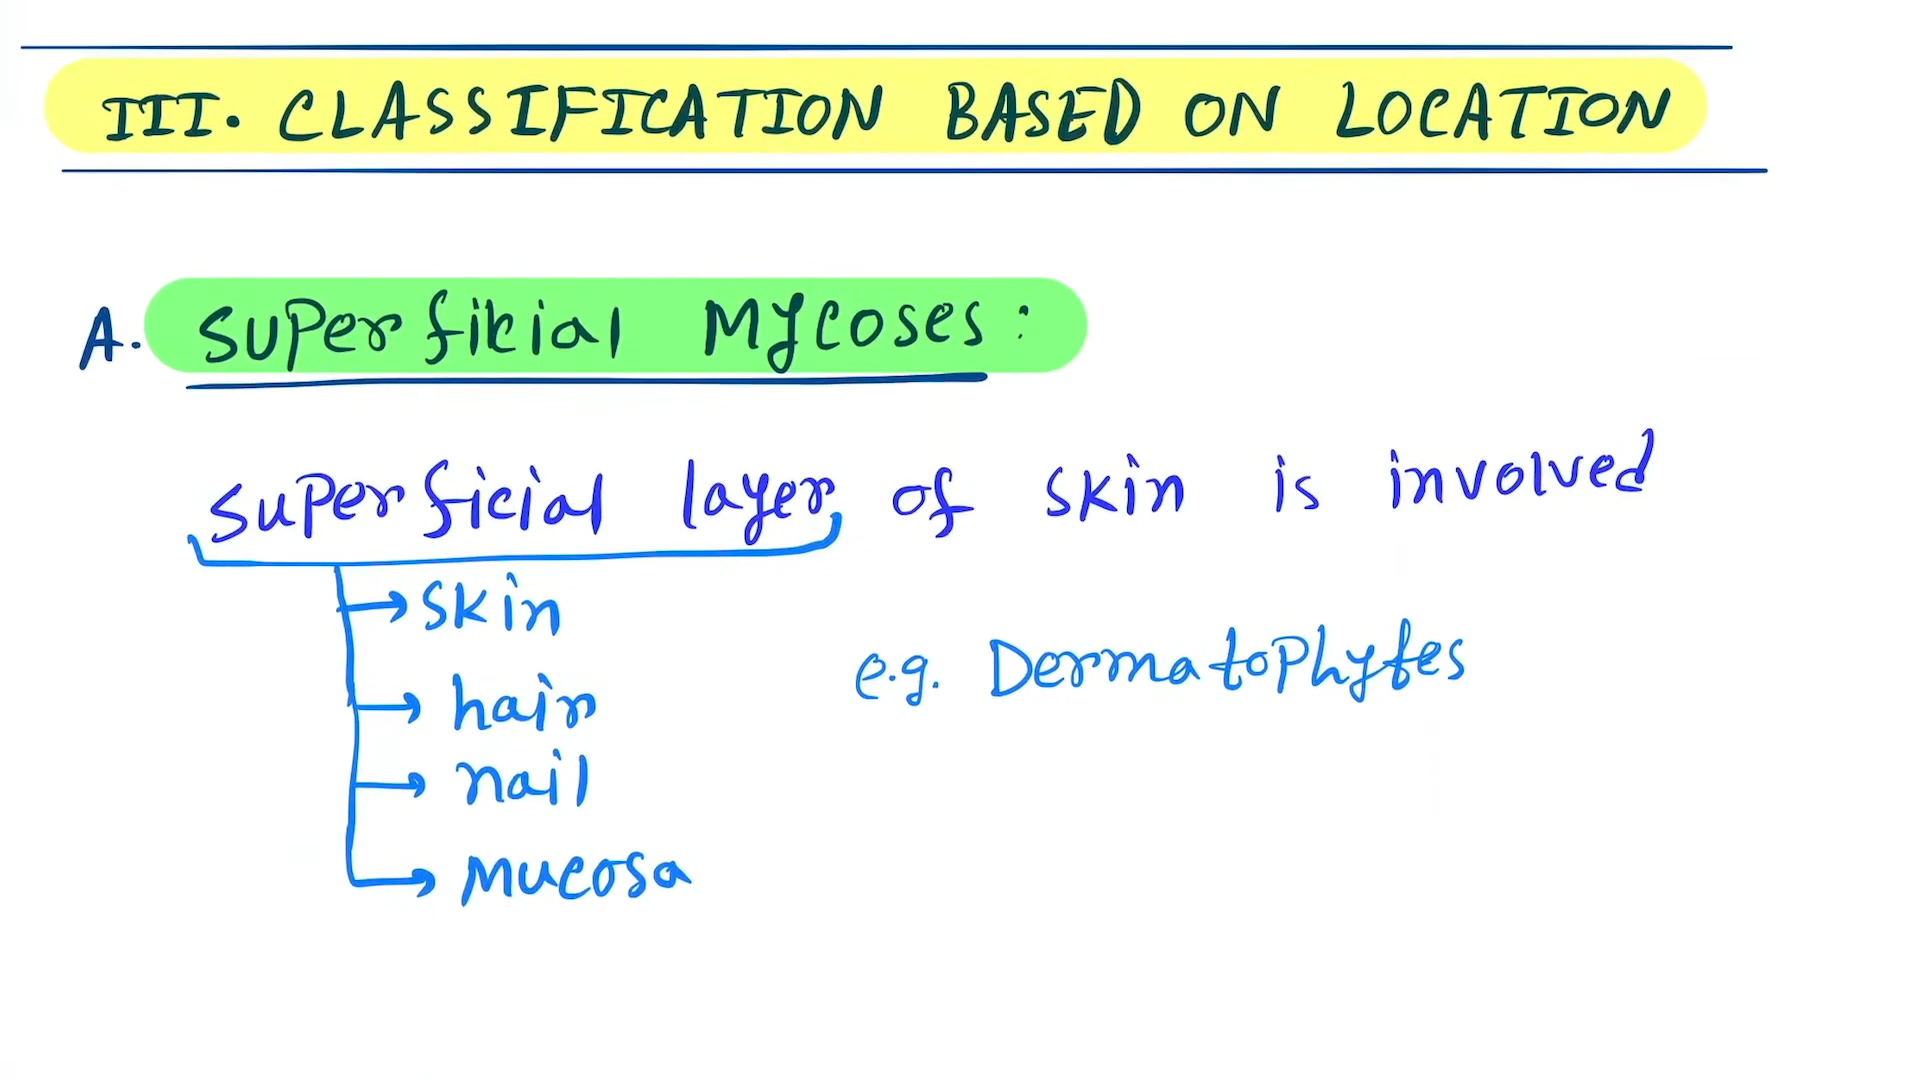 III. CLASSIFICATION BASED ON LOCATION
A. Superficial Mycoses:
Superficial layer of skin is involved
→ skin
e.g. Dermatophytes
→ hair
→ nail
→ Mucosa